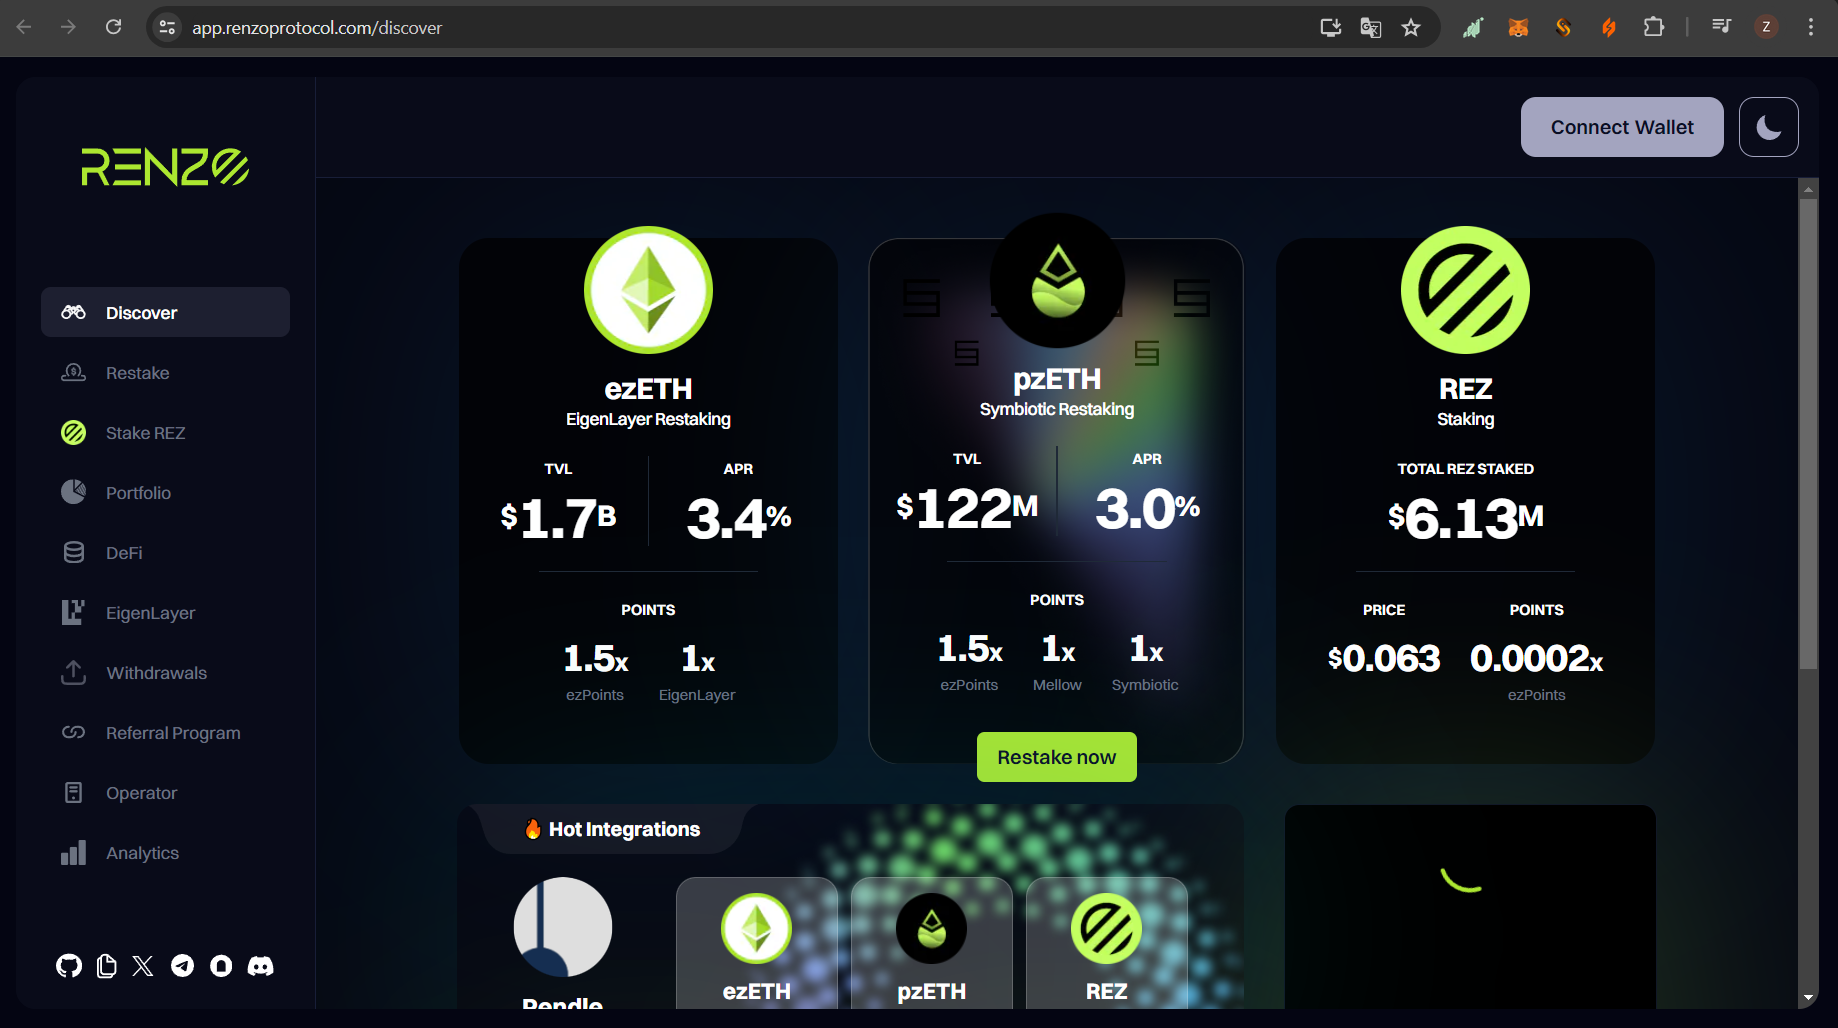 app.renzoprotocol.com/discover
Z
RENZO
Connect Wallet
Discover
Restake
Stake REZ
Portfolio
DeFi
EigenLayer
Withdrawals
Referral Program
Operator
Analytics
ezETH
EigenLayer Restaking
TVL
APR
$1.7B
3.4%
POINTS
1.5x
1x
ezPoints
EigenLayer
pzETH
Symbiotic Restaking
TVL
APR
$122M
3.0%
POINTS
1.5x
1x
1x
ezPoints
Mellow
Symbiotic
Restake now
REZ
Staking
TOTAL REZ STAKED
$6.13M
PRICE
POINTS
$0.063
0.0002x
ezPoints
🔥 Hot Integrations
Pendle
ezETH
pzETH
REZ